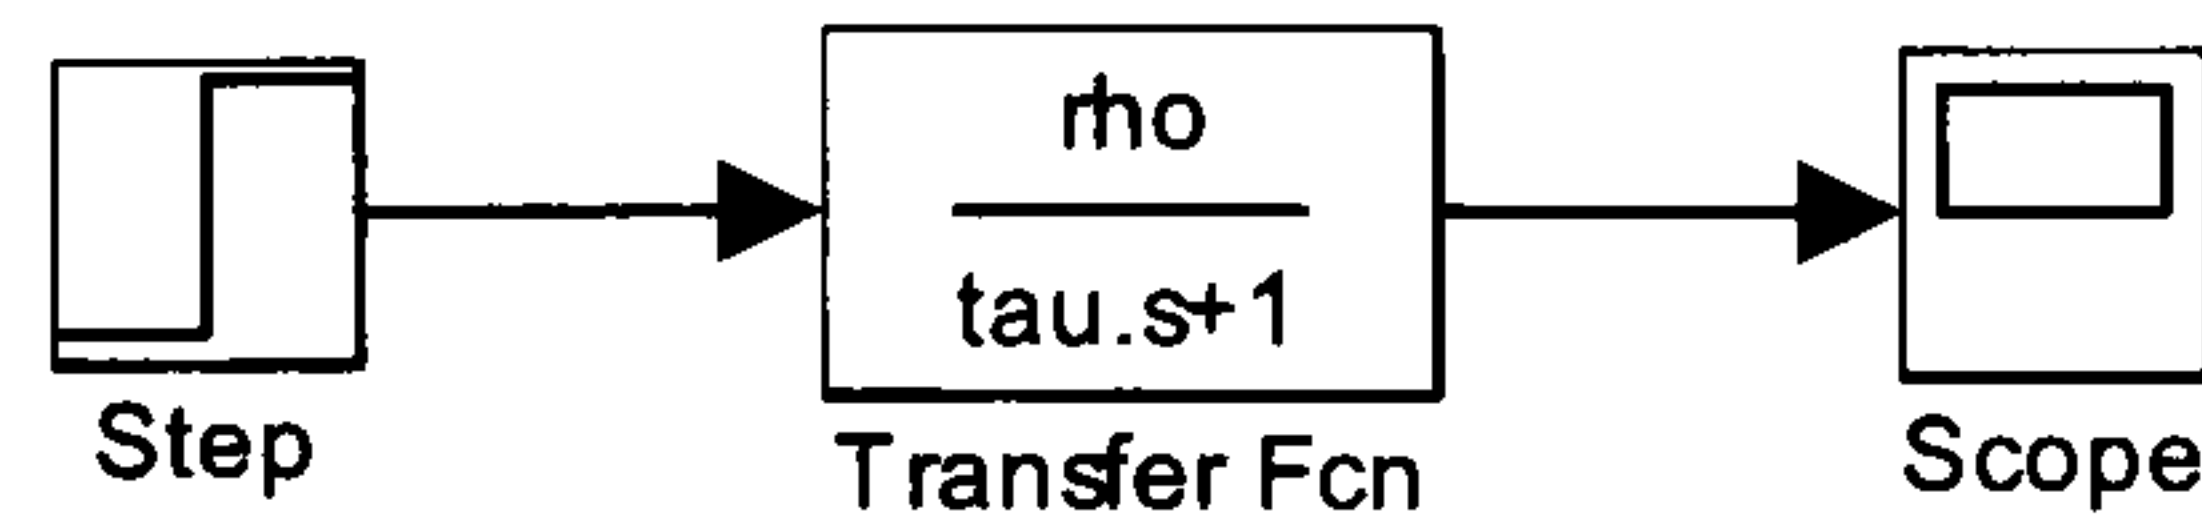 rho
tau.s+1
Step
Transfer Fcn
Scope